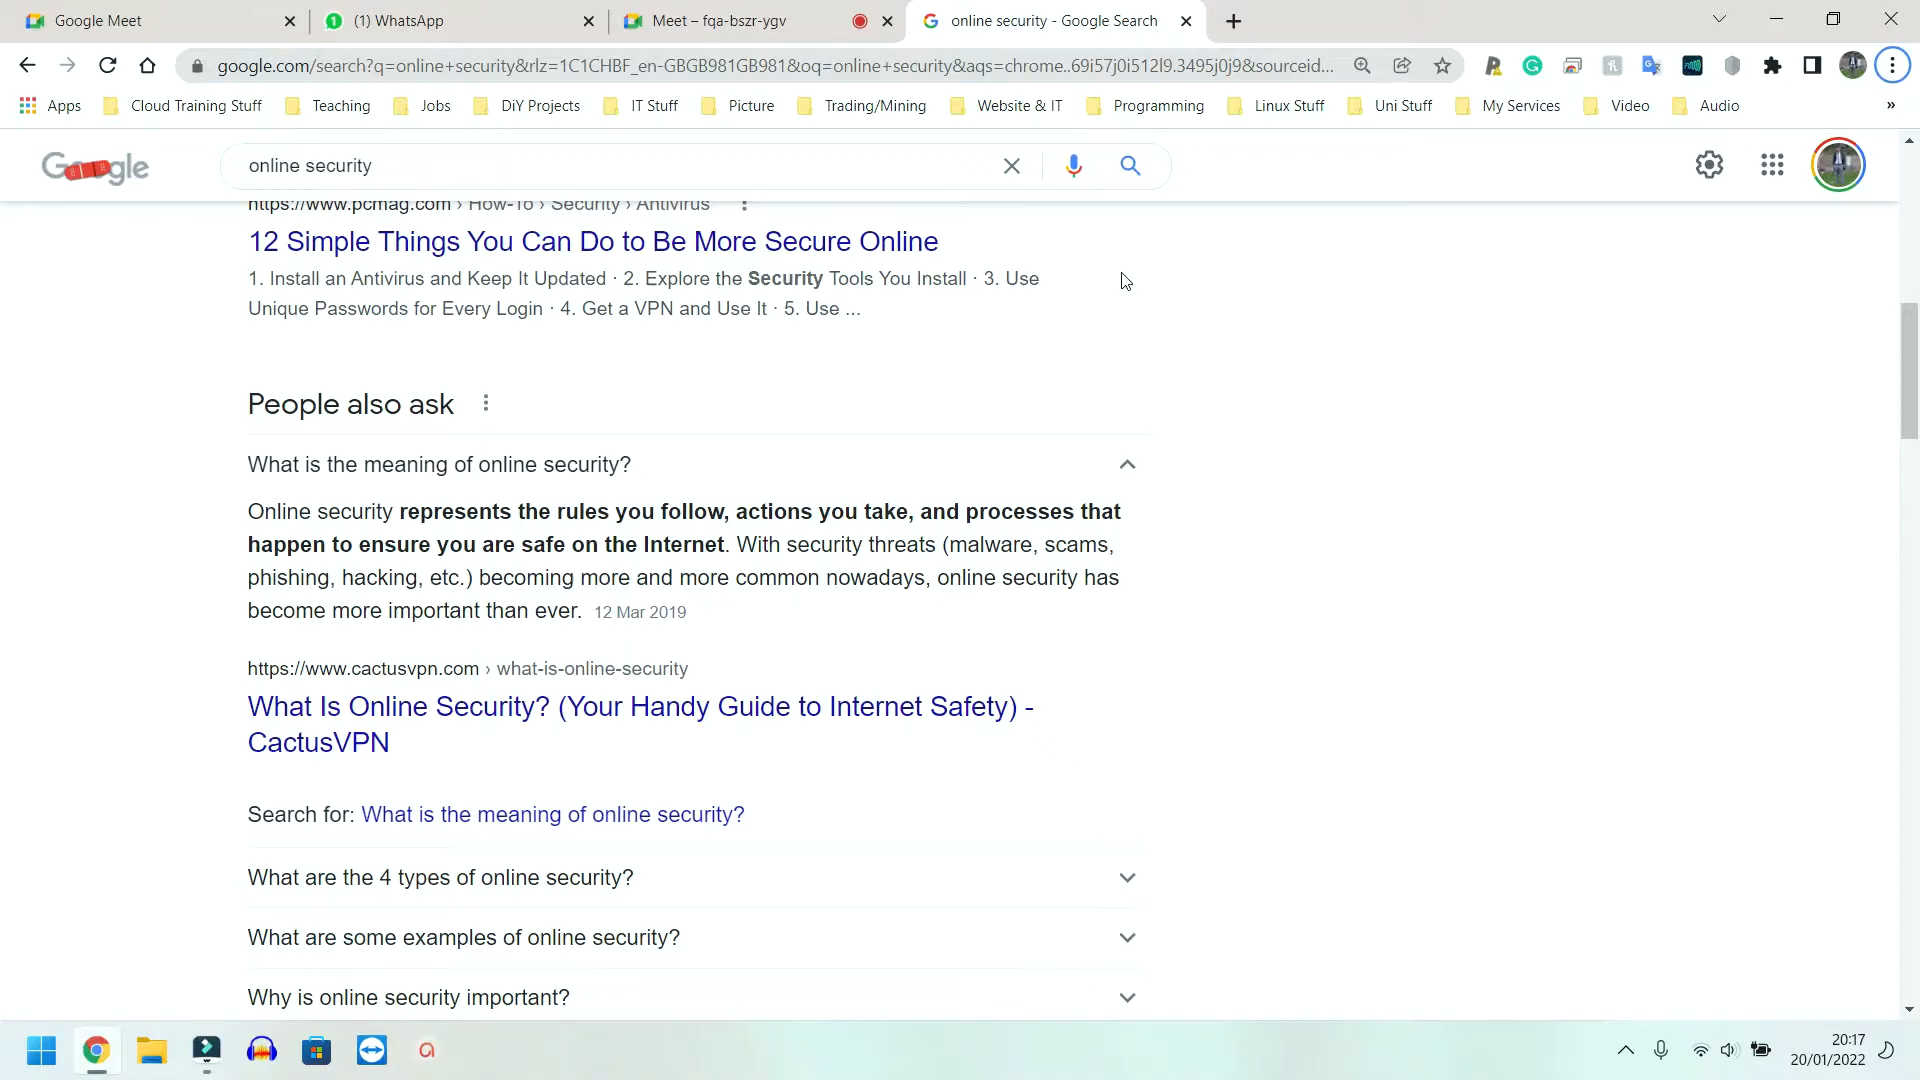 Google Meet
(1) WhatsApp
Meet – fqa-bszr-ygv
online security - Google Search
google.com/search?q=online+security&rlz=1C1CHBF_en-GBGB981GB981&oq=online+security&aqs=chrome..69i57j0i512l9.3495j0j9&sourceid...
Apps
Cloud Training Stuff
Teaching
Jobs
DiY Projects
IT Stuff
Picture
Trading/Mining
Website & IT
Programming
Linux Stuff
Uni Stuff
My Services
Video
Audio
»
Google
online security
https://www.pcmag.com › How-To › Security › Antivirus
12 Simple Things You Can Do to Be More Secure Online
1. Install an Antivirus and Keep It Updated · 2. Explore the Security Tools You Install · 3. Use
Unique Passwords for Every Login · 4. Get a VPN and Use It · 5. Use ...
People also ask
What is the meaning of online security?
Online security represents the rules you follow, actions you take, and processes that
happen to ensure you are safe on the Internet. With security threats (malware, scams,
phishing, hacking, etc.) becoming more and more common nowadays, online security has
become more important than ever. 12 Mar 2019
https://www.cactusvpn.com › what-is-online-security
What Is Online Security? (Your Handy Guide to Internet Safety) -
CactusVPN
Search for: What is the meaning of online security?
What are the 4 types of online security?
What are some examples of online security?
Why is online security important?
20:17
20/01/2022